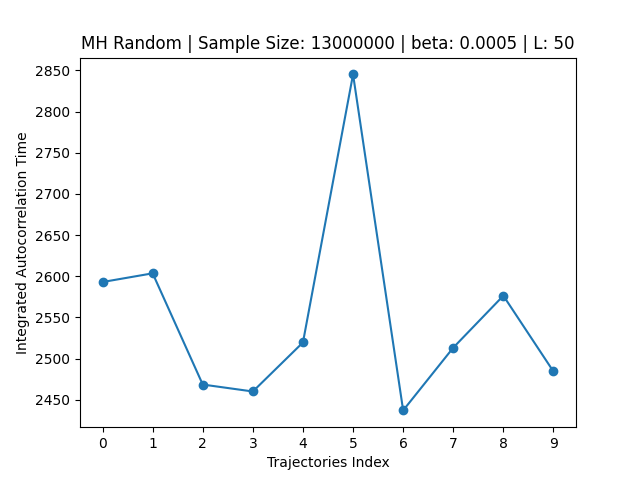 MH Random | Sample Size: 13000000 | beta: 0.0005 | L: 50
Integrated Autocorrelation Time
2850
2800
2750
2700
2650
2600
2550
2500
2450
0 1 2 3 4 5 6 7 8 9
Trajectories Index